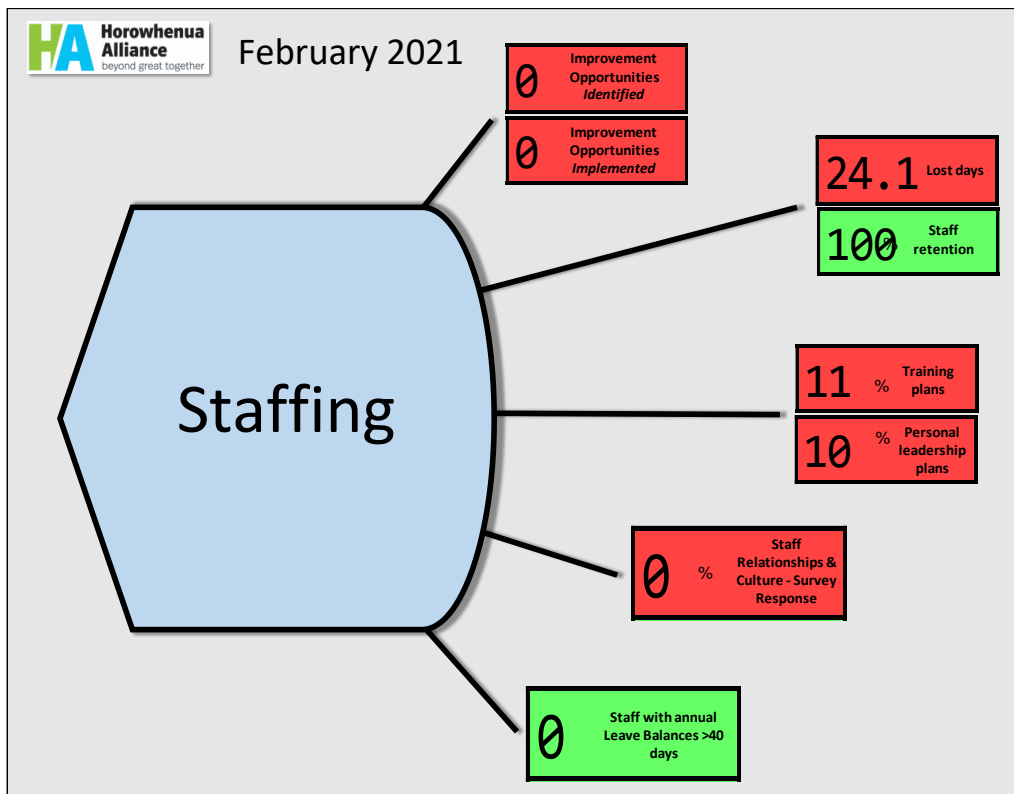 HA Horowhenua
Alliance
beyond great together
February 2021
0 Improvement
Opportunities
Identified
0 Improvement
Opportunities
Implemented
24.1 Lost days
100% Staff
retention
Staffing
11 % Training
plans
10 % Personal
leadership
plans
0 % Staff
Relationships &
Culture - Survey
Response
0 Staff with annual
Leave Balances >40
days